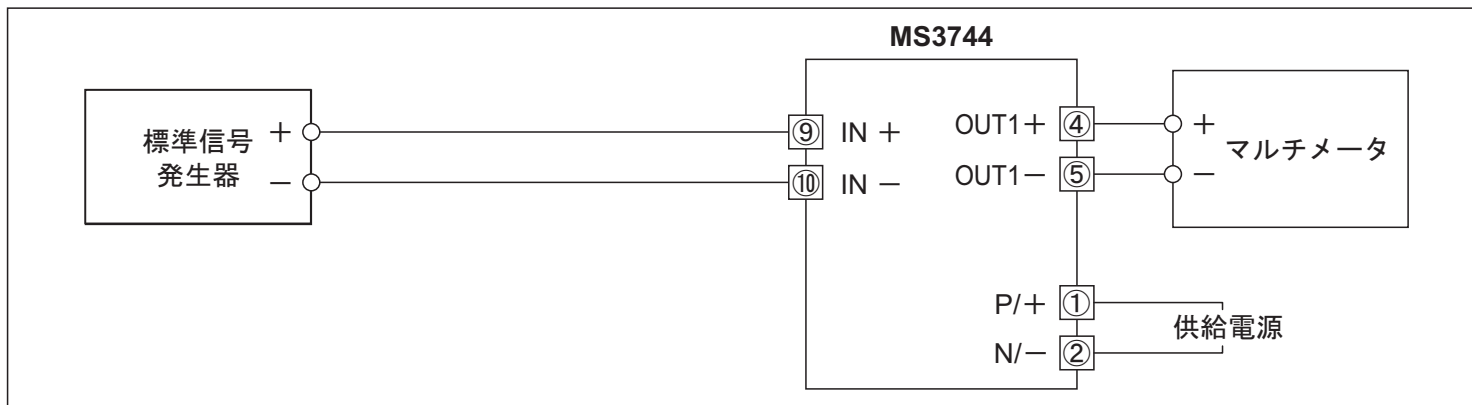 MS3744
標準信号
発生器
+
−
⑨ IN +
⑩ IN −
OUT1+ ④
OUT1− ⑤
+
−
マルチメータ
P/+ ①
N/− ②
供給電源